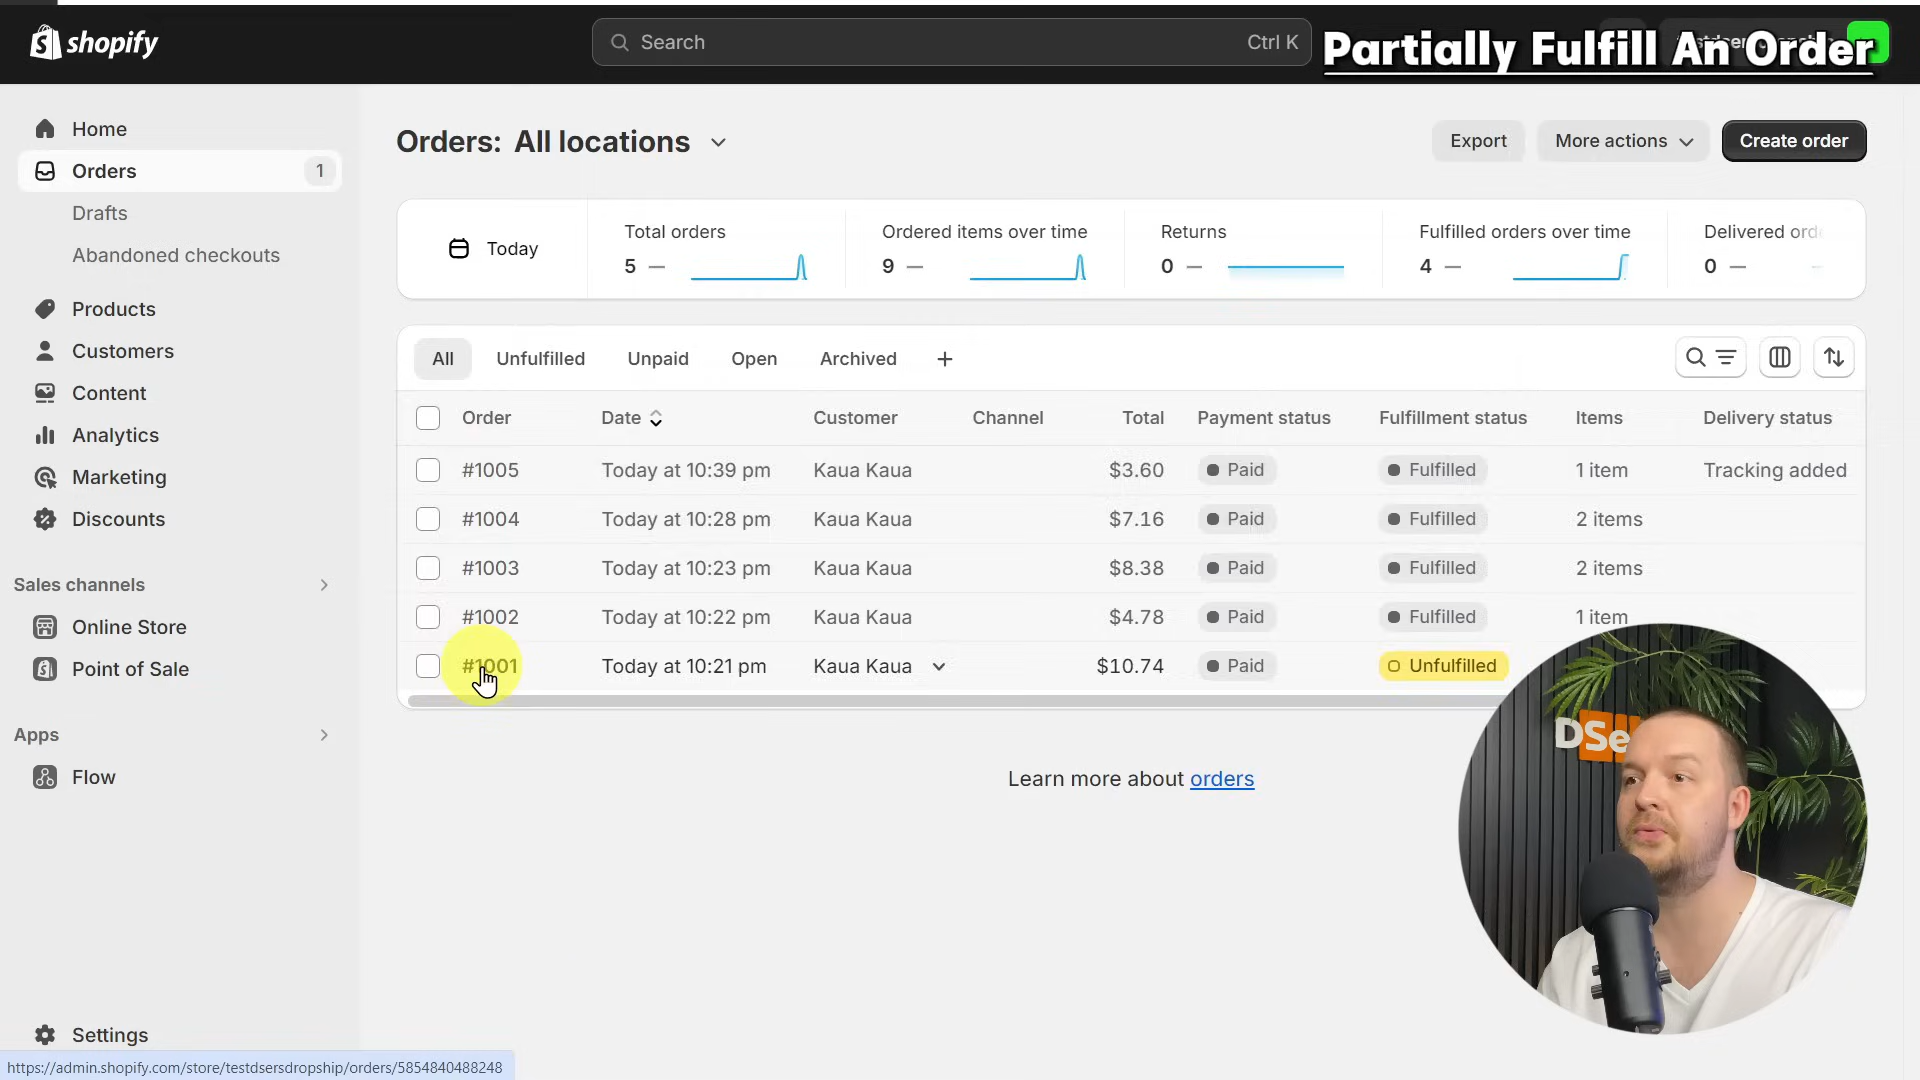 shopify
Search
Ctrl K
Partially Fulfill An Order
Home
Orders
1
Drafts
Abandoned checkouts
Products
Customers
Content
Analytics
Marketing
Discounts
Sales channels
Online Store
Point of Sale
Apps
Flow
Settings
https://admin.shopify.com/store/testdsersdropship/orders/5854840488248
Orders: All locations
Export
More actions
Create order
Today
Total orders
5 —
Ordered items over time
9 —
Returns
0 —
Fulfilled orders over time
4 —
Delivered ord
0 —
All Unfulfilled Unpaid Open Archived +
Order Date Customer Channel Total Payment status Fulfillment status Items Delivery status
#1005 Today at 10:39 pm Kaua Kaua $3.60 Paid Fulfilled 1 item Tracking added
#1004 Today at 10:28 pm Kaua Kaua $7.16 Paid Fulfilled 2 items
#1003 Today at 10:23 pm Kaua Kaua $8.38 Paid Fulfilled 2 items
#1002 Today at 10:22 pm Kaua Kaua $4.78 Paid Fulfilled 1 item
#1001 Today at 10:21 pm Kaua Kaua $10.74 Paid Unfulfilled
Learn more about orders
DSe